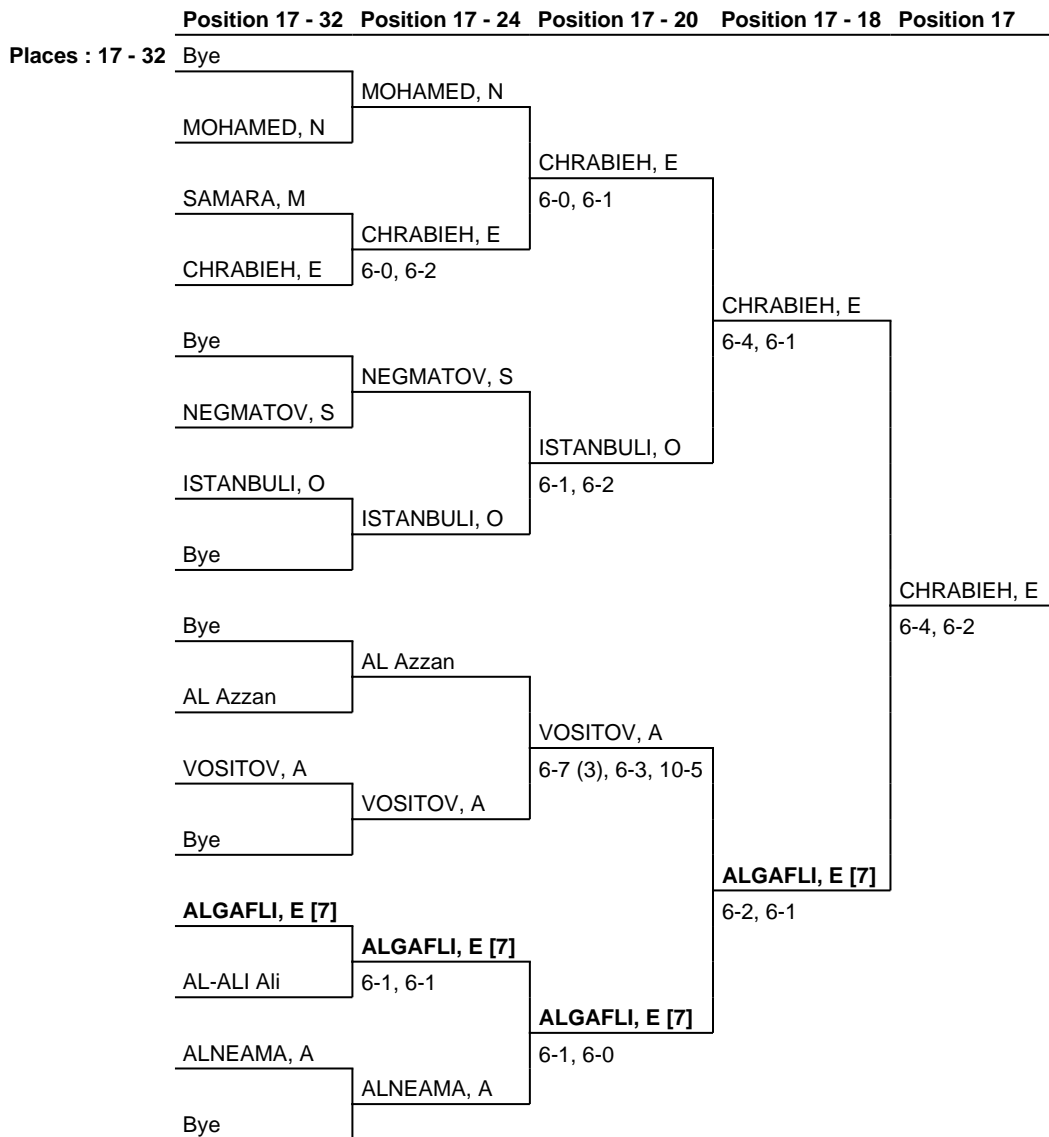 Position 17 - 32 Position 17 - 24 Position 17 - 20 Position 17 - 18 Position 17
Places : 17 - 32 Bye
MOHAMED, N
MOHAMED, N
CHRABIEH, E
SAMARA, M
6-0, 6-1
CHRABIEH, E
CHRABIEH, E
6-0, 6-2
CHRABIEH, E
Bye
6-4, 6-1
NEGMATOV, S
NEGMATOV, S
ISTANBULI, O
ISTANBULI, O
6-1, 6-2
ISTANBULI, O
Bye
CHRABIEH, E
Bye
6-4, 6-2
AL Azzan
AL Azzan
VOSITOV, A
VOSITOV, A
6-7 (3), 6-3, 10-5
VOSITOV, A
Bye
ALGAFLI, E [7]
ALGAFLI, E [7]
6-2, 6-1
ALGAFLI, E [7]
AL-ALI Ali
6-1, 6-1
ALGAFLI, E [7]
ALNEAMA, A
6-1, 6-0
ALNEAMA, A
Bye